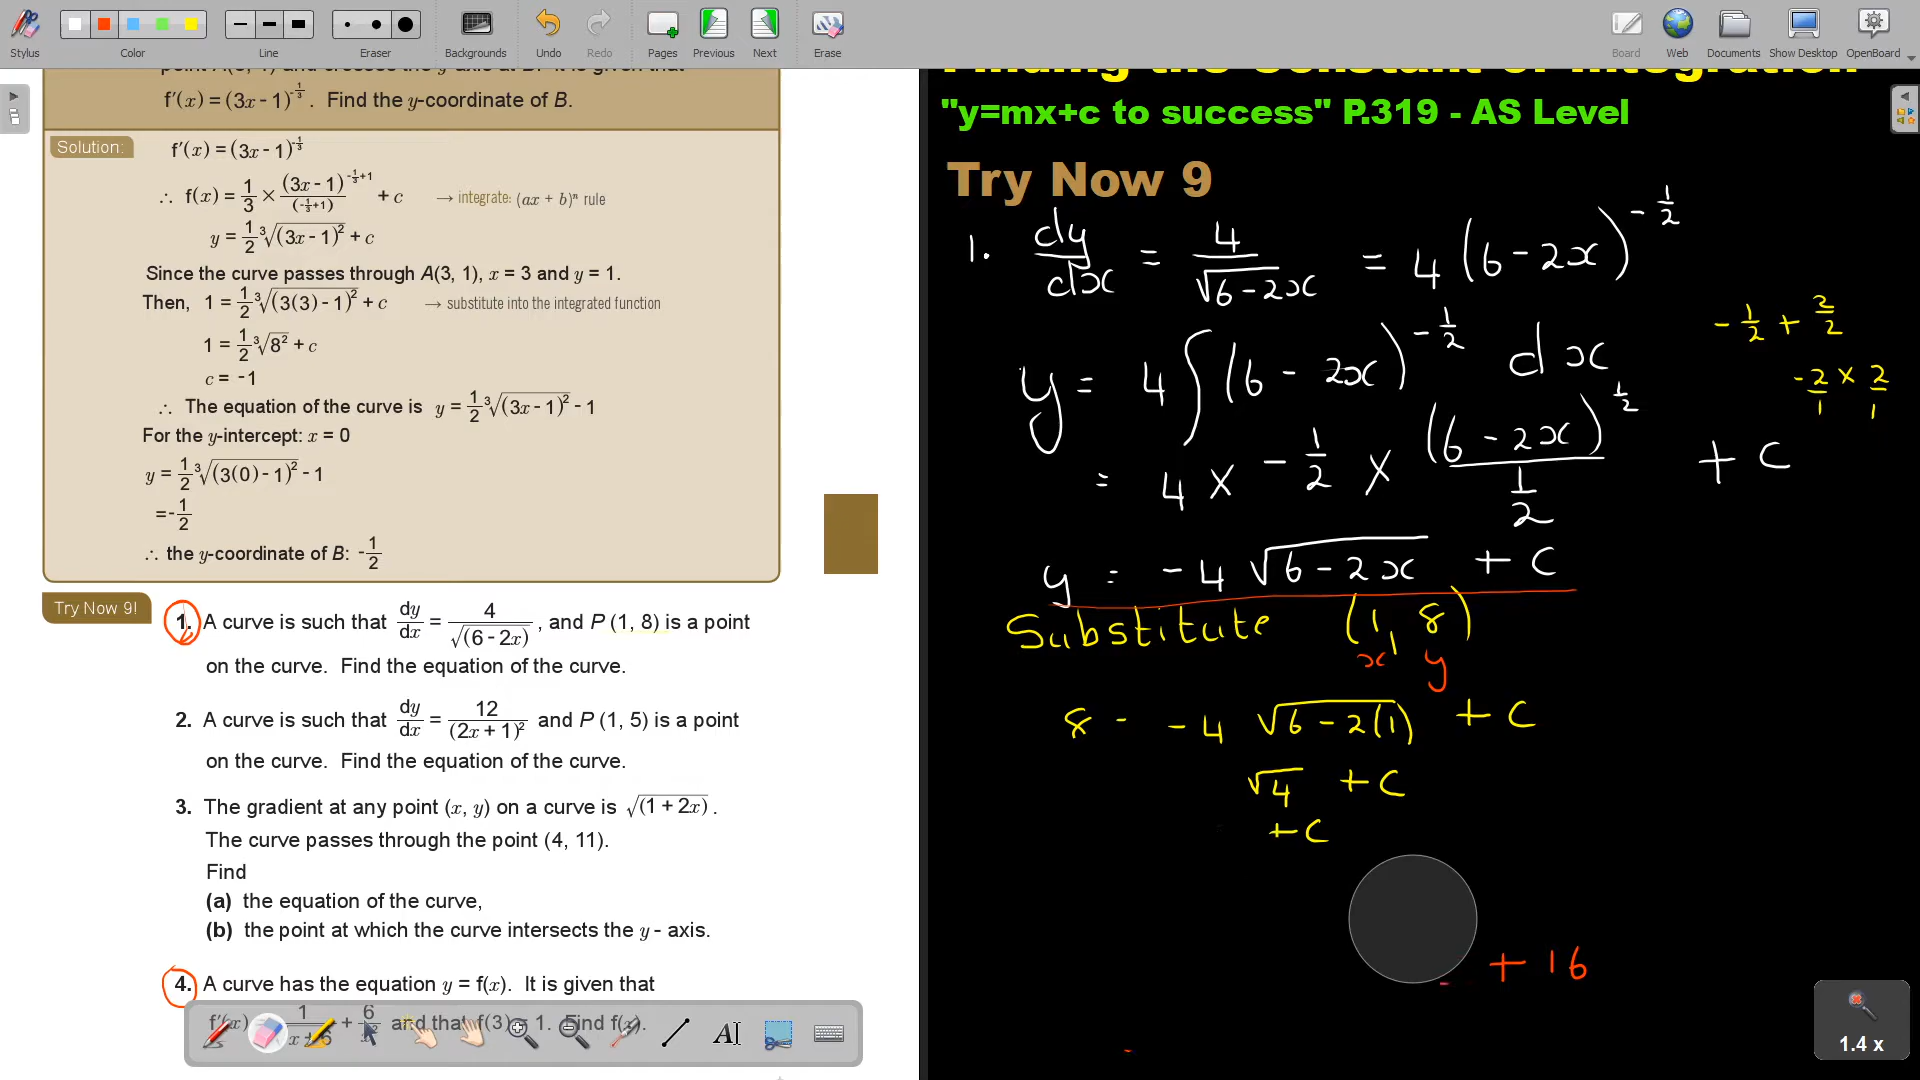 Stylus Color Line Eraser Backgrounds Undo Redo Pages Previous Next Erase Board Web Documents Show Desktop OpenBoard
f′(x) = (3x - 1)^(-1/3). Find the y-coordinate of B.
Solution:
f′(x) = (3x - 1)^(-1/3)
∴ f(x) = 1/3 × (3x - 1)^(-1/3+1) / (-1/3+1) + c → integrate: (ax + b)ⁿ rule
y = 1/2 ∛(3x - 1)² + c
Since the curve passes through A(3, 1), x = 3 and y = 1.
Then, 1 = 1/2 ∛(3(3) - 1)² + c → substitute into the integrated function
1 = 1/2 ∛8² + c
c = -1
∴ The equation of the curve is y = 1/2 ∛(3x - 1)² - 1
For the y-intercept: x = 0
y = 1/2 ∛(3(0) - 1)² - 1
= -1/2
∴ the y-coordinate of B: -1/2
Try Now 9!
1. A curve is such that dy/dx = 4/√(6 - 2x), and P (1, 8) is a point
on the curve. Find the equation of the curve.
2. A curve is such that dy/dx = 12/(2x + 1)² and P (1, 5) is a point
on the curve. Find the equation of the curve.
3. The gradient at any point (x, y) on a curve is √(1 + 2x).
The curve passes through the point (4, 11).
Find
(a) the equation of the curve,
(b) the point at which the curve intersects the y - axis.
4. A curve has the equation y = f(x). It is given that
and that f(3) = 1. Find f(x).
"y=mx+c to success" P.319 - AS Level
Try Now 9
1. dy/dx = 4/√6-2x = 4(6-2x)^(-1/2)
y = 4∫(6-2x)^(-1/2) dx
-1/2 + 2/2
-2/1 × 2/1
= 4 × -1/2 × (6-2x)^(1/2) / (1/2) + C
y = -4√6-2x + C
Substitute (1, 8)
x y
8 - -4 √6-2(1) + C
√4 + C
+C
+ 16
1.4 x